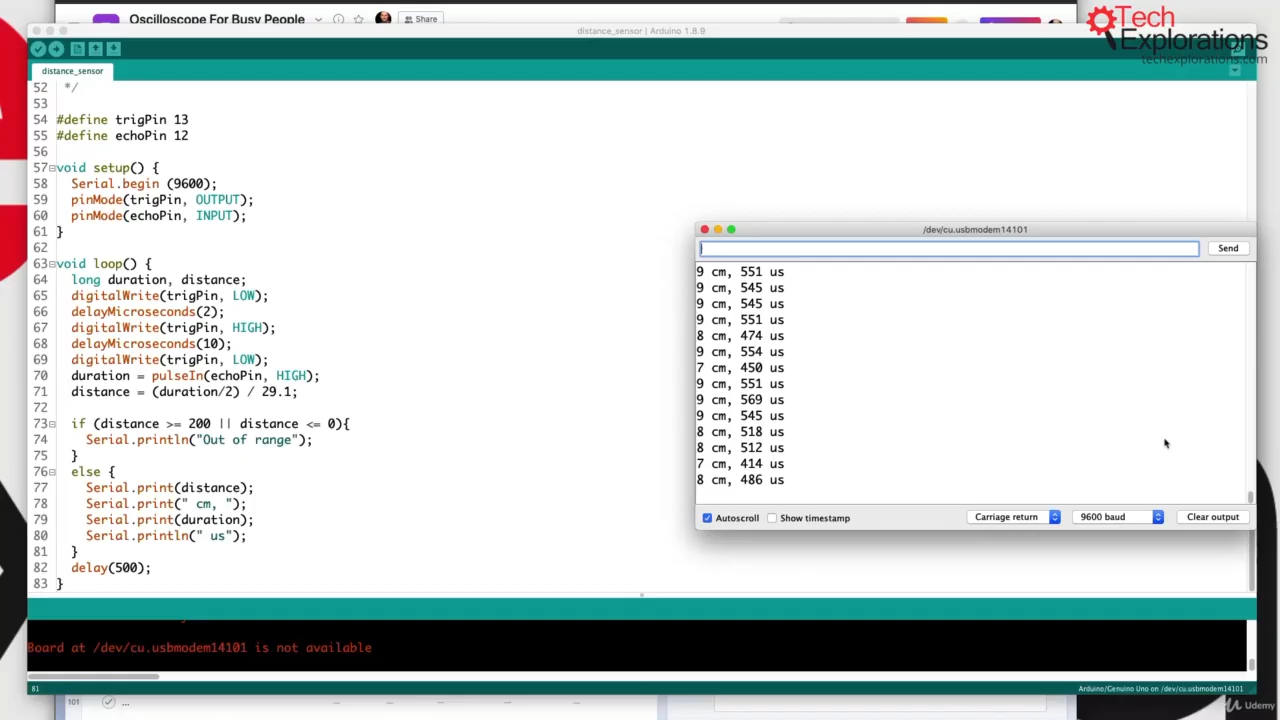 Oscilloscope For Busy People
Share
Tech
Explorations
techexplorations.com
distance_sensor | Arduino 1.8.9
distance_sensor
52 */
53
54 #define trigPin 13
55 #define echoPin 12
56
57 void setup() {
58 Serial.begin (9600);
59 pinMode(trigPin, OUTPUT);
60 pinMode(echoPin, INPUT);
61 }
62
63 void loop() {
64 long duration, distance;
65 digitalWrite(trigPin, LOW);
66 delayMicroseconds(2);
67 digitalWrite(trigPin, HIGH);
68 delayMicroseconds(10);
69 digitalWrite(trigPin, LOW);
70 duration = pulseIn(echoPin, HIGH);
71 distance = (duration/2) / 29.1;
72
73 if (distance >= 200 || distance <= 0){
74 Serial.println("Out of range");
75 }
76 else {
77 Serial.print(distance);
78 Serial.print(" cm, ");
79 Serial.print(duration);
80 Serial.println(" us");
81 }
82 delay(500);
83 }
/dev/cu.usbmodem14101
Send
9 cm, 551 us
9 cm, 545 us
9 cm, 545 us
9 cm, 551 us
8 cm, 474 us
9 cm, 554 us
7 cm, 450 us
9 cm, 551 us
9 cm, 569 us
9 cm, 545 us
8 cm, 518 us
8 cm, 512 us
7 cm, 414 us
8 cm, 486 us
Autoscroll Show timestamp Carriage return 9600 baud Clear output
Board at /dev/cu.usbmodem14101 is not available
81 Arduino/Genuino Uno on /dev/cu.usbmodem14101
101 ...
Udemy